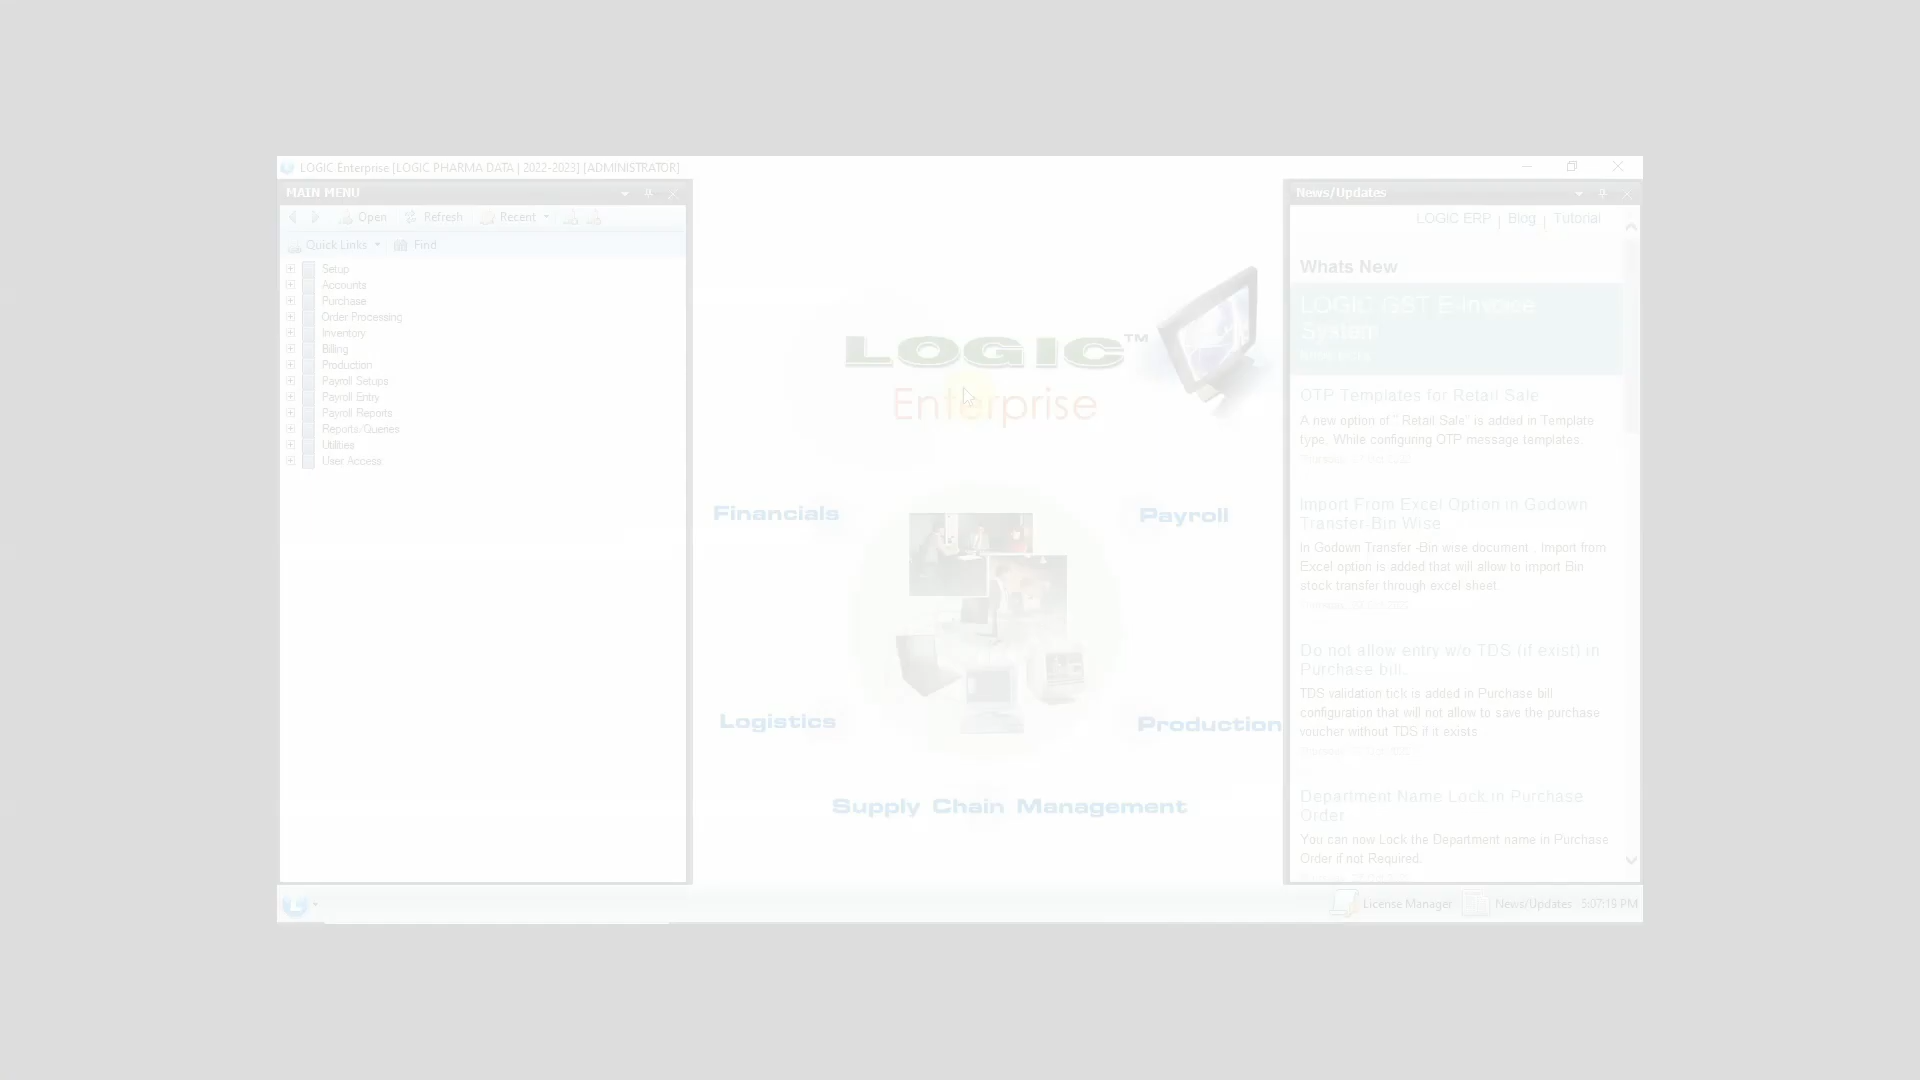 LOGIC Enterprise [LOGIC PHARMA DATA | 2022-2023] [ADMINISTRATOR]
MAIN MENU
Open Refresh Recent
Quick Links Find
Setup
Accounts
Purchase
Order Processing
Inventory
Billing
Production
Payroll Setups
Payroll Entry
Payroll Reports
Reports/Queries
Utilities
User Access
LOGIC™
Enterprise
Financials
Payroll
Logistics
Production
Supply Chain Management
News/Updates
LOGIC ERP | Blog | Tutorial
Whats New
LOGIC GST E-Invoice
System
OTP Templates for Retail Sale
A new option of " Retail Sale" is added in Template
type. While configuring OTP message templates.
Import From Excel Option in Godown
Transfer-Bin Wise
In Godown Transfer -Bin wise document . Import from
Excel option is added that will allow to import Bin
stock transfer through excel sheet.
Do not allow entry w/o TDS (if exist) in
Purchase bill.
TDS validation tick is added in Purchase bill
configuration that will not allow to save the purchase
voucher without TDS if it exists .
Department Name Lock in Purchase
Order
You can now Lock the Department name in Purchase
Order if not Required.
License Manager News/Updates 5:07:19 PM